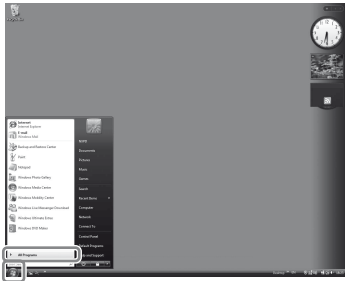 Internet
Internet Explorer
E-mail
Windows Mail
Backup and Restore Center
Paint
Notepad
Windows Photo Gallery
Windows Media Center
Windows Mobility Center
Windows Live Messenger Download
Windows Ultimate Extras
Windows DVD Maker
All Programs
Documents
Pictures
Music
Games
Search
Recent Items
Computer
Network
Connect To
Control Panel
Default Programs
Help and Support